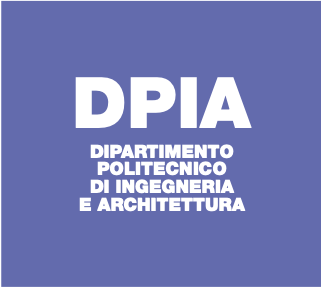 DPIA
DIPARTIMENTO
POLITECNICO
DI INGEGNERIA
E ARCHITETTURA